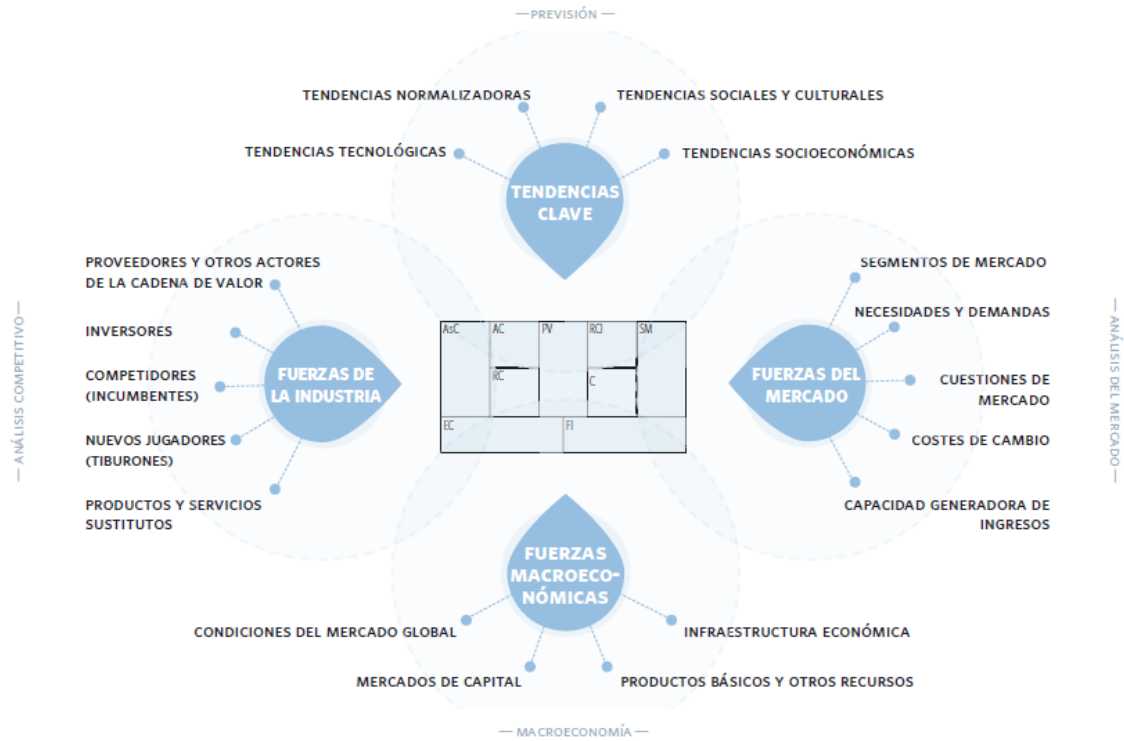 — PREVISIÓN —
TENDENCIAS NORMALIZADORAS
TENDENCIAS SOCIALES Y CULTURALES
TENDENCIAS TECNOLÓGICAS
TENDENCIAS SOCIOECONÓMICAS
TENDENCIAS
CLAVE
— ANÁLISIS COMPETITIVO —
PROVEEDORES Y OTROS ACTORES
DE LA CADENA DE VALOR
INVERSORES
COMPETIDORES
(INCUMBENTES)
NUEVOS JUGADORES
(TIBURONES)
PRODUCTOS Y SERVICIOS
SUSTITUTOS
FUERZAS DE
LA INDUSTRIA
AsC
AC
PV
RCl
SM
RC
C
EC
FI
FUERZAS DEL
MERCADO
SEGMENTOS DE MERCADO
NECESIDADES Y DEMANDAS
CUESTIONES DE
MERCADO
COSTES DE CAMBIO
CAPACIDAD GENERADORA DE
INGRESOS
— ANÁLISIS DEL MERCADO —
FUERZAS
MACROECO-
NÓMICAS
CONDICIONES DEL MERCADO GLOBAL
INFRAESTRUCTURA ECONÓMICA
MERCADOS DE CAPITAL
PRODUCTOS BÁSICOS Y OTROS RECURSOS
— MACROECONOMÍA —